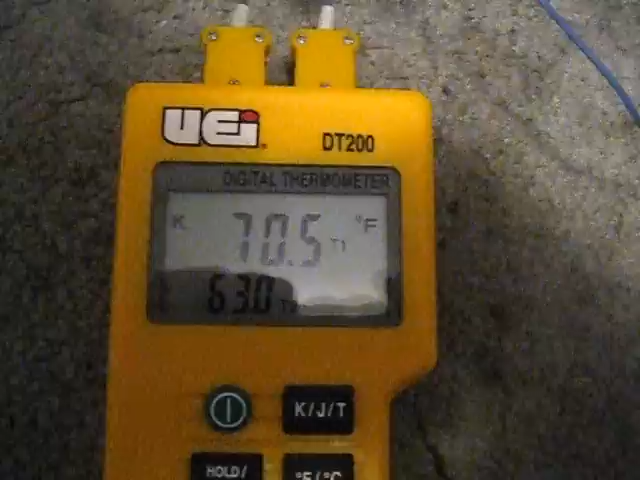 UEi
DT200
DIGITAL THERMOMETER
K 70.5 T1 °F
63.0
K/J/T
HOLD/
°F/°C